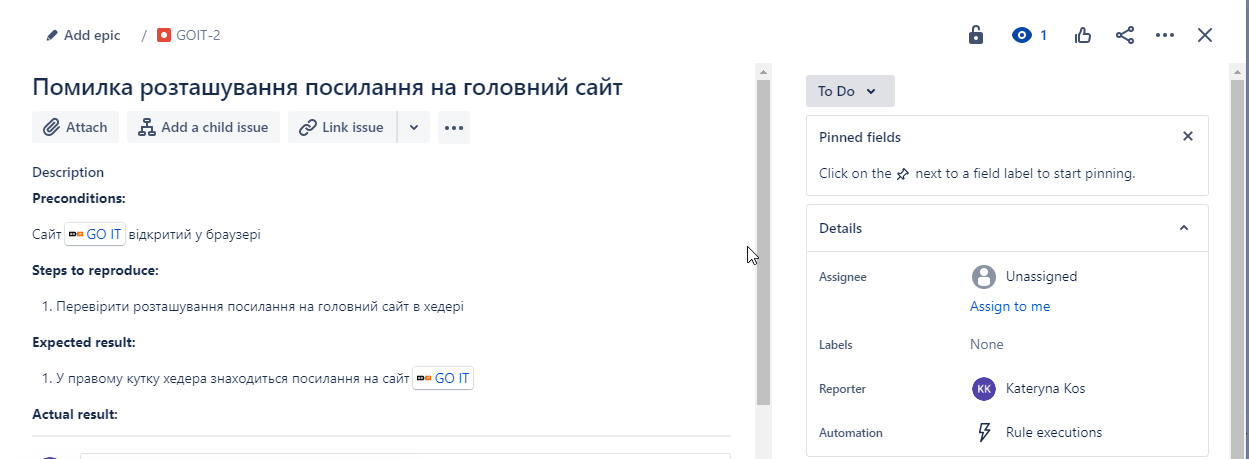 Add epic / GOIT-2 1
Помилка розташування посилання на головний сайт
Attach Add a child issue Link issue
Description
Preconditions:
Сайт GO IT відкритий у браузері
Steps to reproduce:
1. Перевірити розташування посилання на головний сайт в хедері
Expected result:
1. У правому кутку хедера знаходиться посилання на сайт GO IT
Actual result:
To Do
Pinned fields
Click on the next to a field label to start pinning.
Details
Assignee Unassigned
Assign to me
Labels None
Reporter KK Kateryna Kos
Automation Rule executions